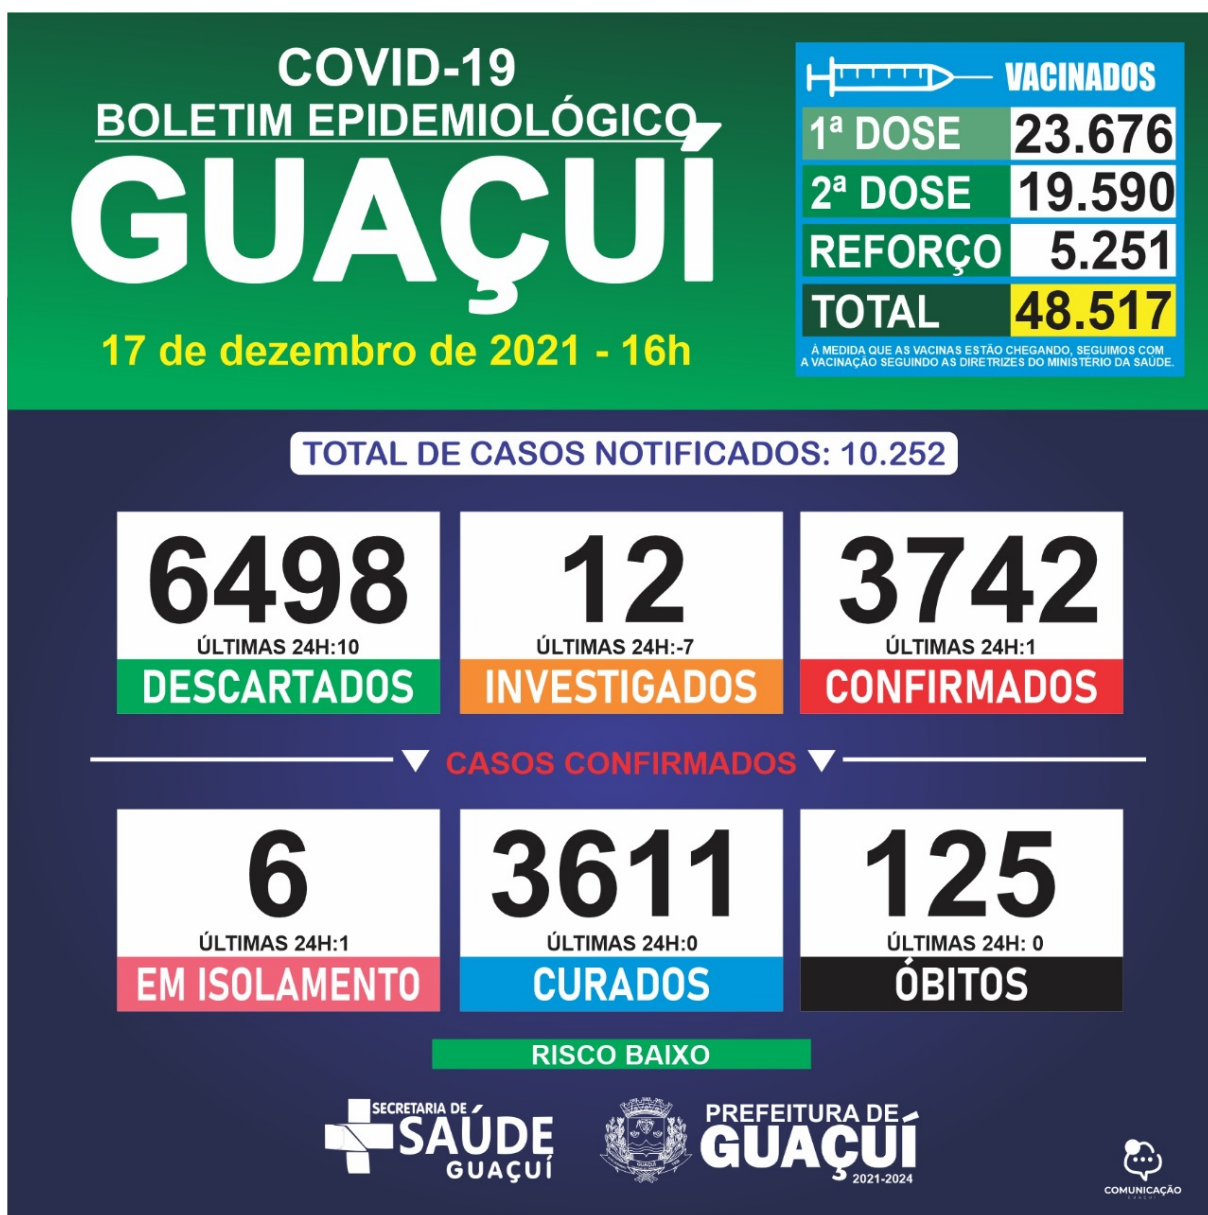 COVID-19
BOLETIM EPIDEMIOLÓGICO
GUAÇUÍ
17 de dezembro de 2021 - 16h
VACINADOS
1ª DOSE 23.676
2ª DOSE 19.590
REFORÇO 5.251
TOTAL 48.517
À MEDIDA QUE AS VACINAS ESTÃO CHEGANDO, SEGUIMOS COM
A VACINAÇÃO SEGUINDO AS DIRETRIZES DO MINISTÉRIO DA SAÚDE.
TOTAL DE CASOS NOTIFICADOS: 10.252
6498
ÚLTIMAS 24H:10
DESCARTADOS
12
ÚLTIMAS 24H:-7
INVESTIGADOS
3742
ÚLTIMAS 24H:1
CONFIRMADOS
CASOS CONFIRMADOS
6
ÚLTIMAS 24H:1
EM ISOLAMENTO
3611
ÚLTIMAS 24H:0
CURADOS
125
ÚLTIMAS 24H: 0
ÓBITOS
RISCO BAIXO
SECRETARIA DE
SAÚDE
GUAÇUÍ
PREFEITURA DE
GUAÇUÍ
2021-2024
COMUNICAÇÃO